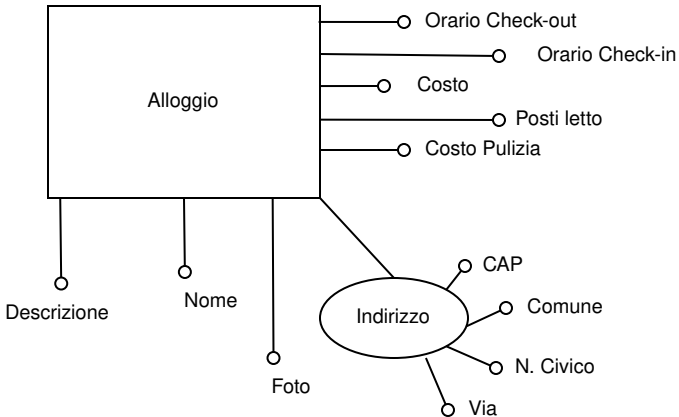 Orario Check-out
Orario Check-in
Costo
Alloggio
Posti letto
Costo Pulizia
CAP
Nome
Comune
Descrizione
Indirizzo
N. Civico
Foto
Via